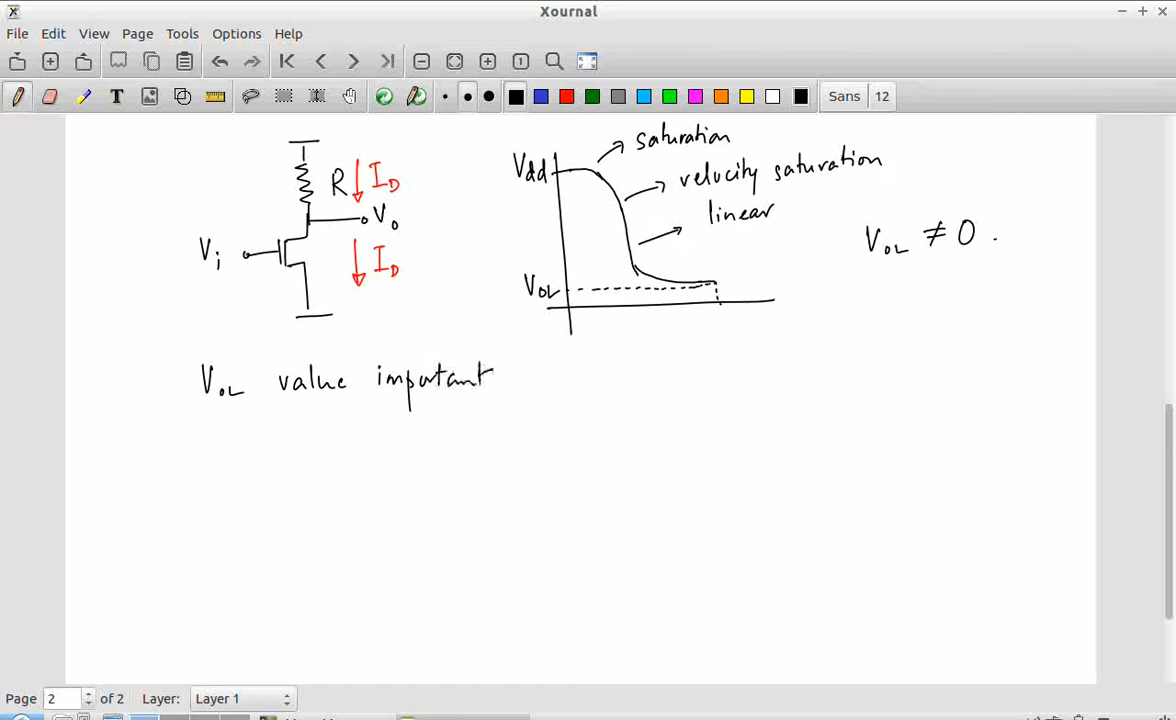 Xournal
File Edit View Page Tools Options Help
Sans 12
saturation
Vdd
velocity saturation
R I_D
V_o
linear
V_i
I_D
V_OL ≠ 0 .
V_OL
V_OL value important
Page 2 of 2 Layer: Layer 1